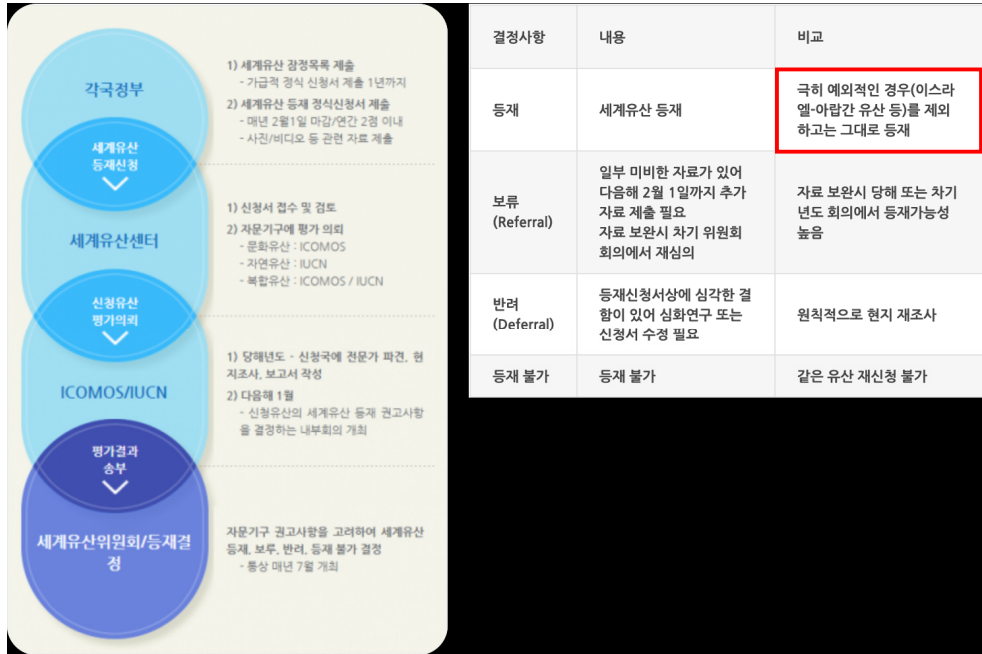 각국정부
1) 세계유산 잠정목록 제출
- 가급적 정식 신청서 제출 1년까지
2) 세계유산 등재 정식신청서 제출
- 매년 2월1일 마감/연간 2점 이내
- 사진/비디오 등 관련 자료 제출
세계유산
등재신청
세계유산센터
1) 신청서 접수 및 검토
2) 자문기구에 평가 의뢰
- 문화유산 : ICOMOS
- 자연유산 : IUCN
- 복합유산 : ICOMOS / IUCN
신청유산
평가의뢰
ICOMOS/IUCN
1) 당해년도 - 신청국에 전문가 파견, 현
지조사, 보고서 작성
2) 다음해 1월
- 신청유산의 세계유산 등재 권고사항
을 결정하는 내부회의 개최
평가결과
송부
세계유산위원회/등재결
정
자문기구 권고사항을 고려하여 세계유산
등재, 보루, 반려, 등재 불가 결정
- 통상 매년 7월 개최
결정사항 내용 비교
등재 세계유산 등재
극히 예외적인 경우(이스라
엘-아랍간 유산 등)를 제외
하고는 그대로 등재
보류
(Referral)
일부 미비한 자료가 있어
다음해 2월 1일까지 추가
자료 제출 필요
자료 보완시 차기 위원회
회의에서 재심의
자료 보완시 당해 또는 차기
년도 회의에서 등재가능성
높음
반려
(Deferral)
등재신청서상에 심각한 결
함이 있어 심화연구 또는
신청서 수정 필요
원칙적으로 현지 재조사
등재 불가 등재 불가 같은 유산 재신청 불가